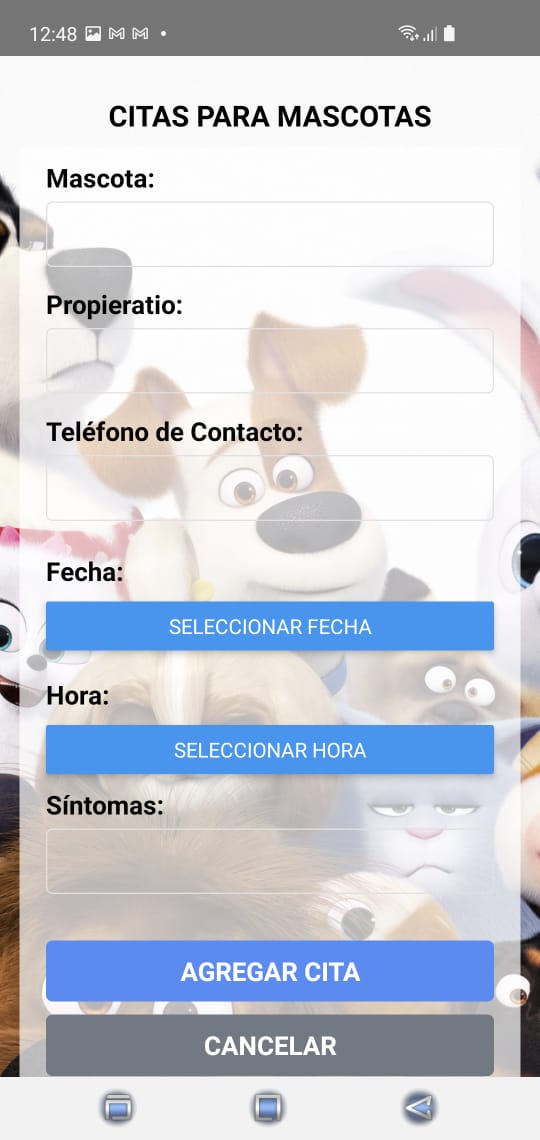 12:48
CITAS PARA MASCOTAS
Mascota:
Propieratio:
Teléfono de Contacto:
Fecha:
SELECCIONAR FECHA
Hora:
SELECCIONAR HORA
Síntomas:
AGREGAR CITA
CANCELAR